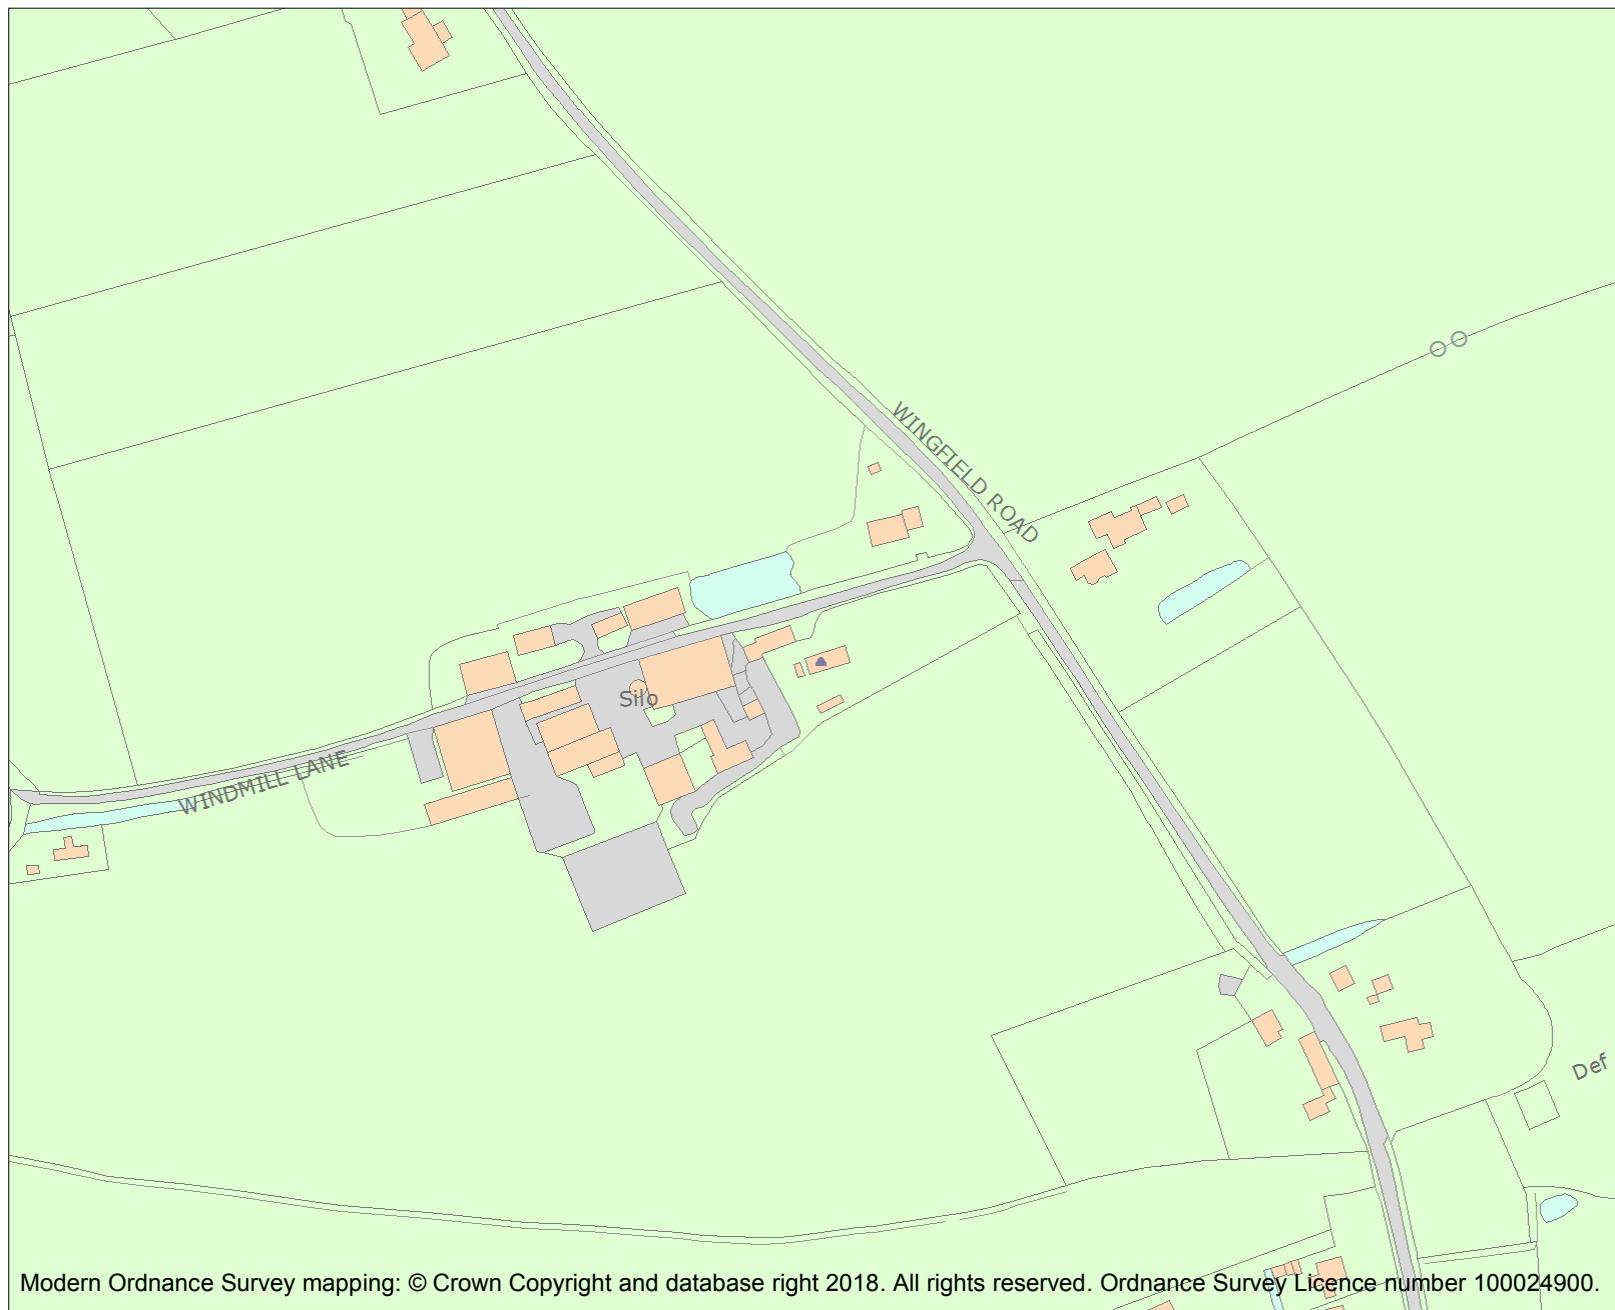 WINGFIELD ROAD
Silo
WINDMILL LANE
Def
Modern Ordnance Survey mapping: © Crown Copyright and database right 2018. All rights reserved. Ordnance Survey Licence number 100024900.